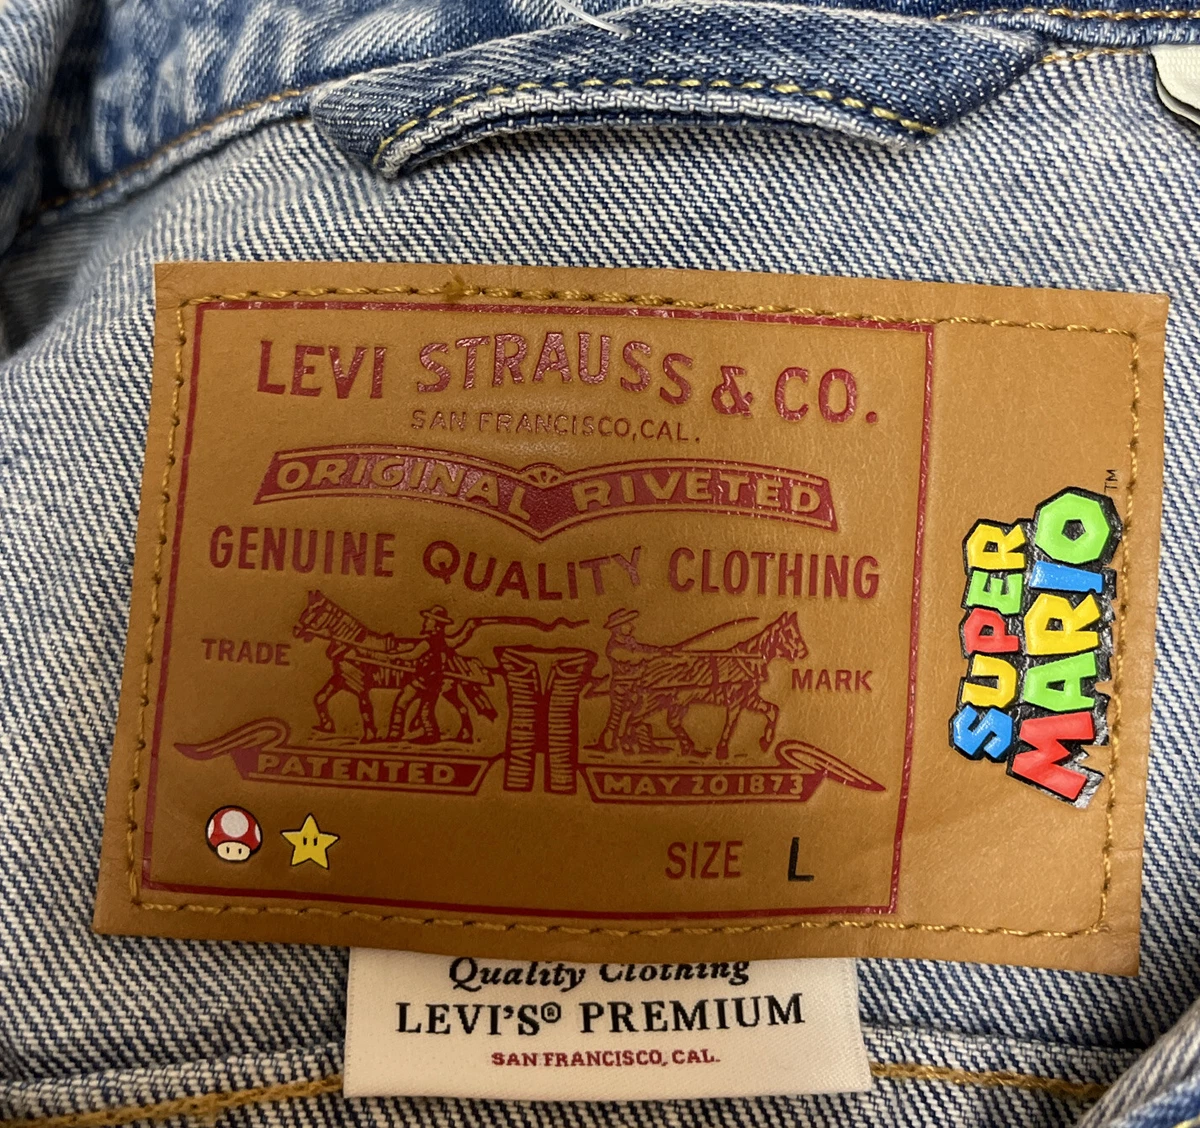 LEVI STRAUSS & CO.
SAN FRANCISCO, CAL.
ORIGINAL RIVETED
GENUINE QUALITY CLOTHING
TRADE MARK
PATENTED MAY 20 1873
SIZE L
SUPER
MARIO™
Quality Clothing
LEVI'S® PREMIUM
SAN FRANCISCO, CAL.